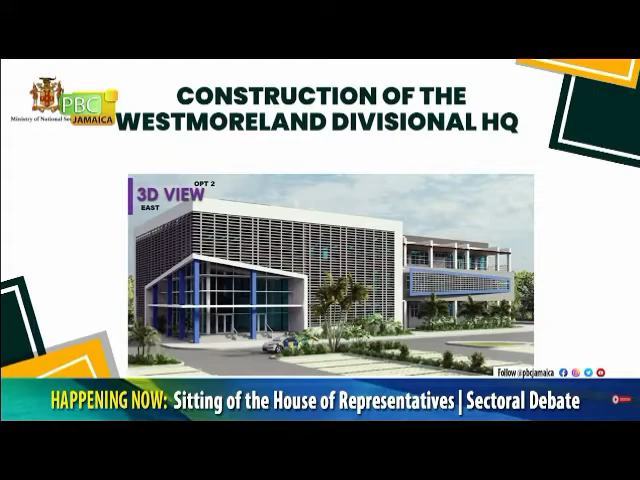 CONSTRUCTION OF THE
WESTMORELAND DIVISIONAL HQ
PBC
JAMAICA
Ministry of National Se
OPT 2
3D VIEW
EAST
Follow @pbcjamaica
HAPPENING NOW: Sitting of the House of Representatives | Sectoral Debate